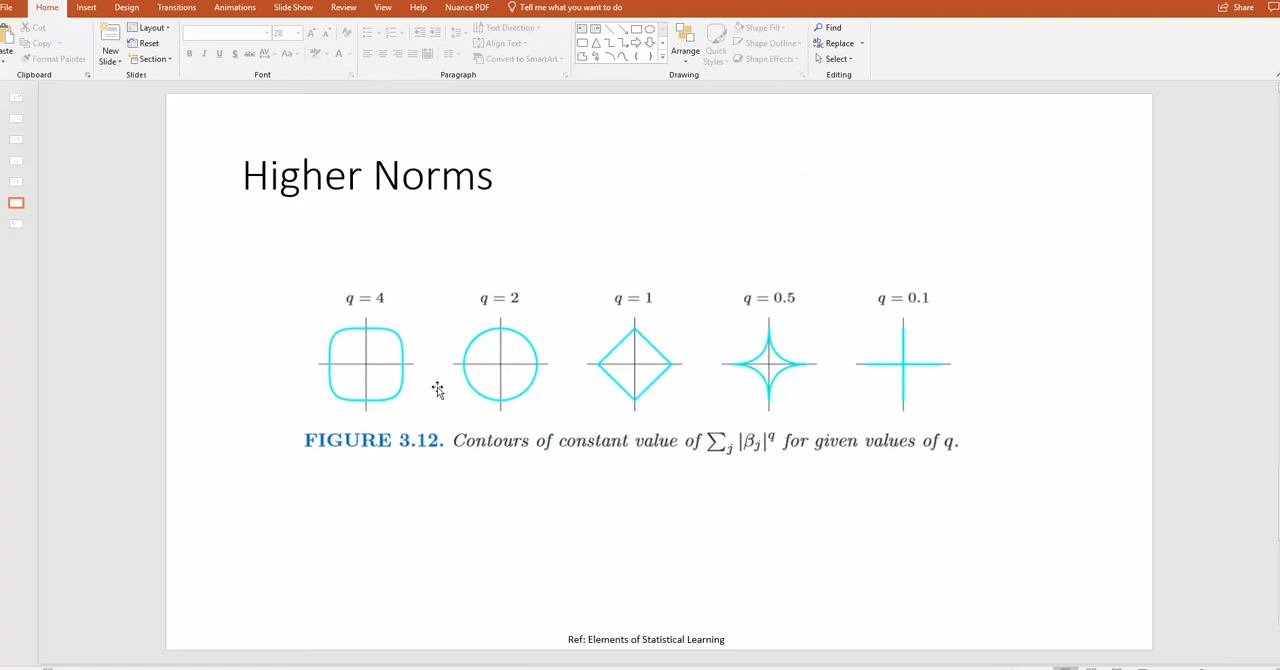 File Home Insert Design Transitions Animations Slide Show Review View Help Nuance PDF Tell me what you want to do Share
Cut
Copy
Format Painter
Clipboard
New Slide
Layout
Reset
Section
Slides
28
Font
Text Direction
Align Text
Convert to SmartArt
Paragraph
Arrange
Quick Styles
Shape Fill
Shape Outline
Shape Effects
Drawing
Find
Replace
Select
Editing
Higher Norms
q = 4 q = 2 q = 1 q = 0.5 q = 0.1
FIGURE 3.12. Contours of constant value of ∑j |βj|^q for given values of q.
Ref: Elements of Statistical Learning